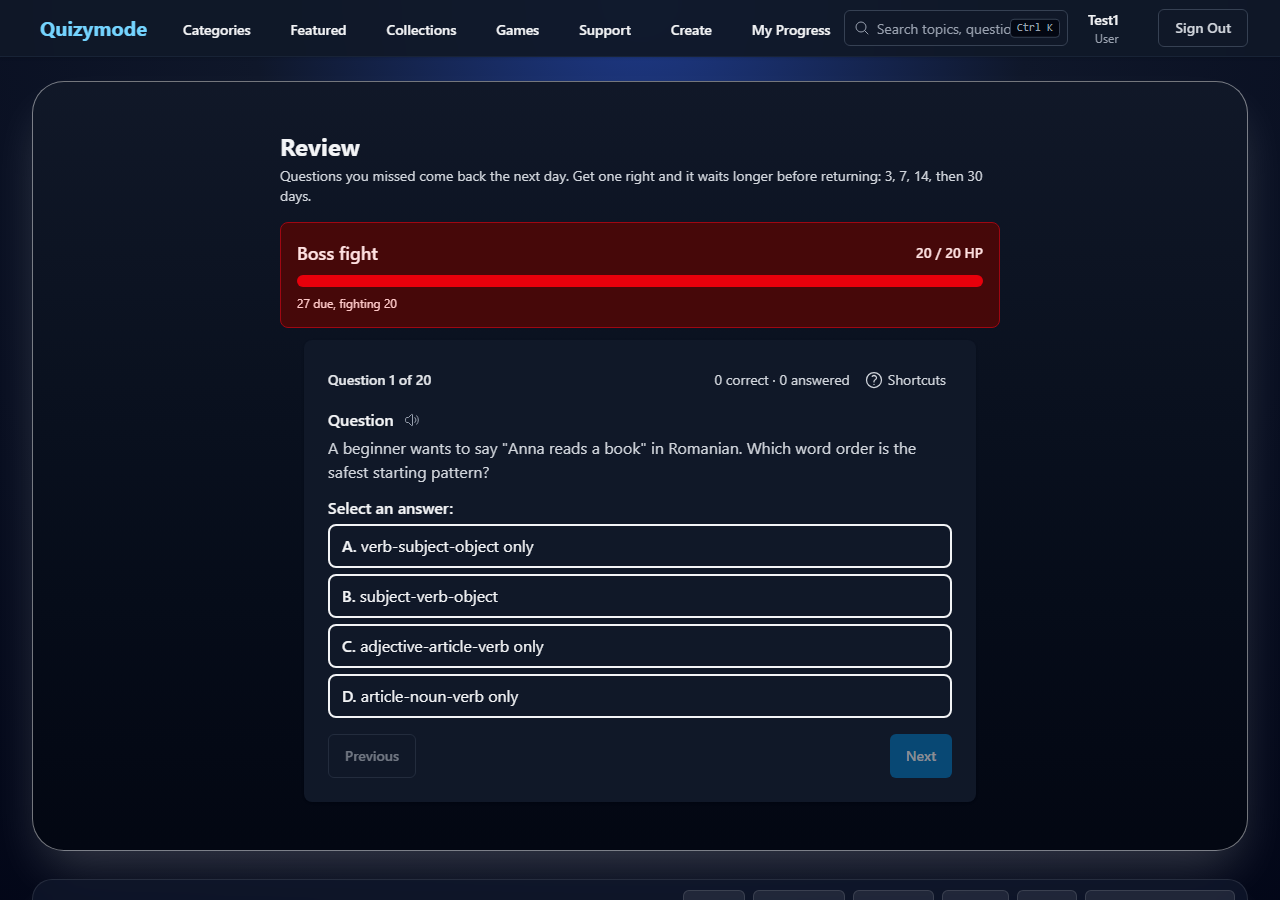 Quizymode
Categories
Featured
Collections
Games
Support
Create
My Progress
Search topics, questio
Ctrl K
Test1
User
Sign Out
Review
Questions you missed come back the next day. Get one right and it waits longer before returning: 3, 7, 14, then 30
days.
Boss fight
20 / 20 HP
27 due, fighting 20
Question 1 of 20
0 correct · 0 answered
Shortcuts
Question
A beginner wants to say "Anna reads a book" in Romanian. Which word order is the
safest starting pattern?
Select an answer:
A. verb-subject-object only
B. subject-verb-object
C. adjective-article-verb only
D. article-noun-verb only
Previous
Next